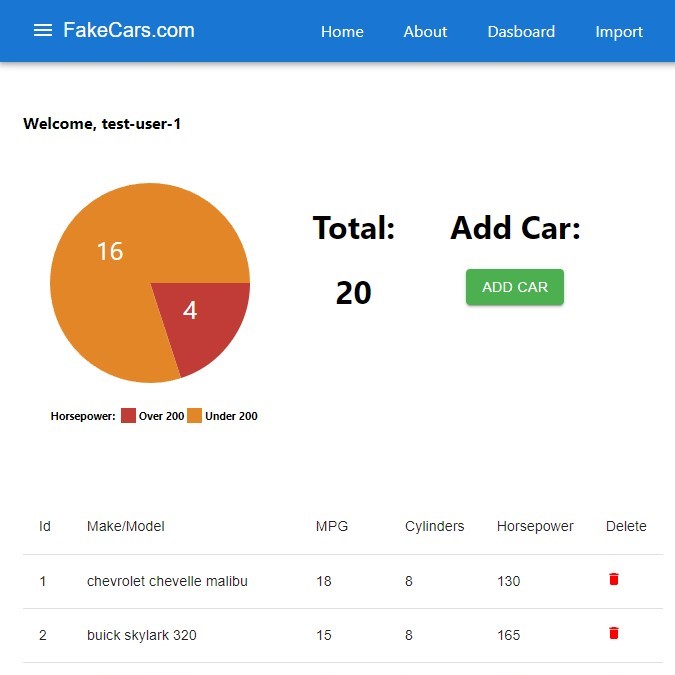 FakeCars.com Home About Dasboard Import
Welcome, test-user-1
16
4
Total:
20
Add Car:
ADD CAR
Horsepower: Over 200 Under 200
Id Make/Model MPG Cylinders Horsepower Delete
1 chevrolet chevelle malibu 18 8 130
2 buick skylark 320 15 8 165